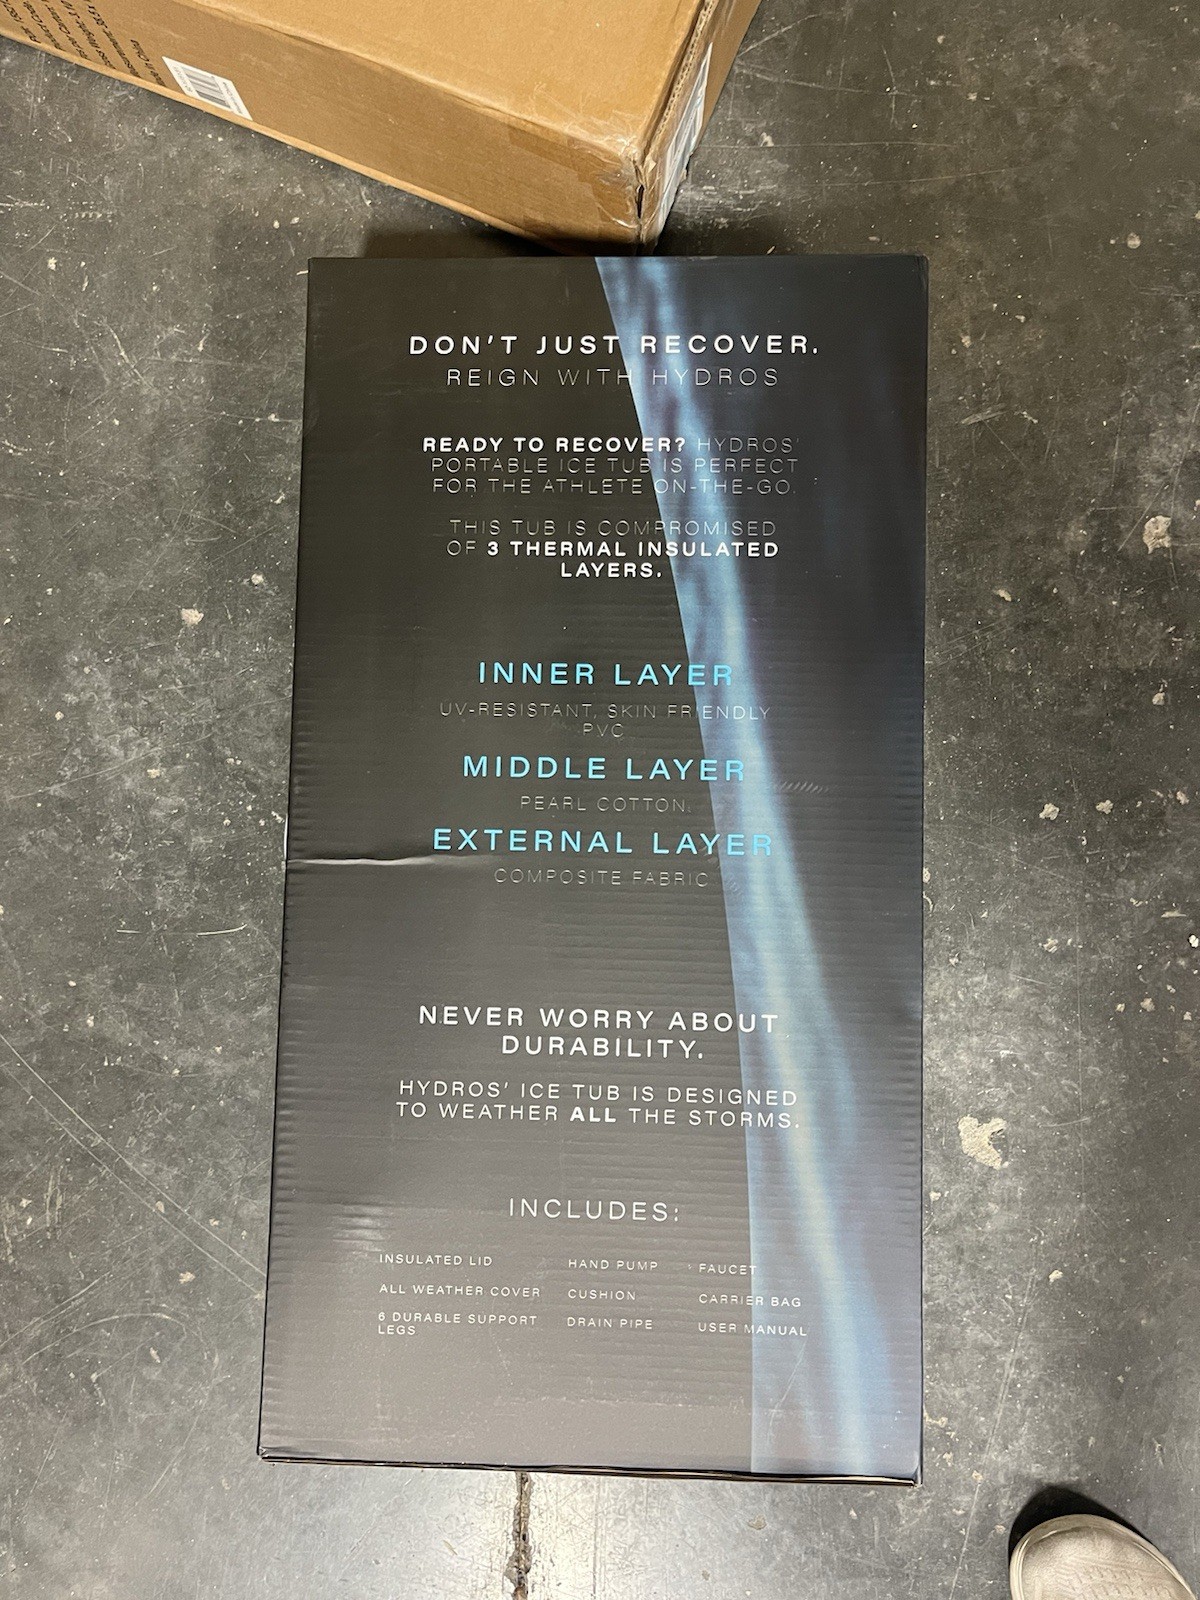 Made in China
DON'T JUST RECOVER.
REIGN WITH HYDROS
READY TO RECOVER? HYDROS'
PORTABLE ICE TUB IS PERFECT
FOR THE ATHLETE ON-THE-GO.
THIS TUB IS COMPROMISED
OF 3 THERMAL INSULATED
LAYERS.
INNER LAYER
UV-RESISTANT, SKIN FRIENDLY
PVC
MIDDLE LAYER
PEARL COTTON
EXTERNAL LAYER
COMPOSITE FABRIC
NEVER WORRY ABOUT
DURABILITY.
HYDROS' ICE TUB IS DESIGNED
TO WEATHER ALL THE STORMS.
INCLUDES:
INSULATED LID HAND PUMP FAUCET
ALL WEATHER COVER CUSHION CARRIER BAG
6 DURABLE SUPPORT DRAIN PIPE USER MANUAL
LEGS